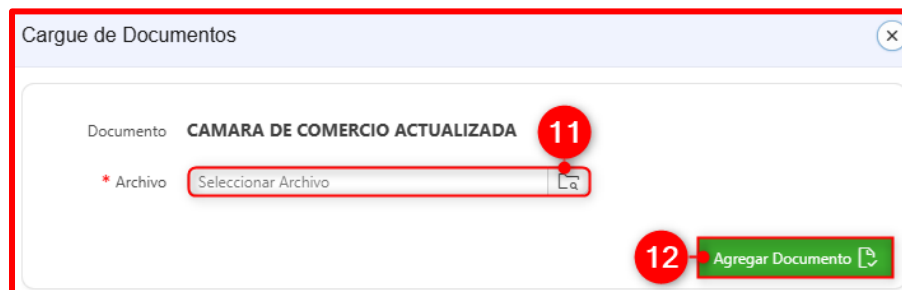 Cargue de Documentos
Documento CAMARA DE COMERCIO ACTUALIZADA 11
* Archivo Seleccionar Archivo
12 Agregar Documento